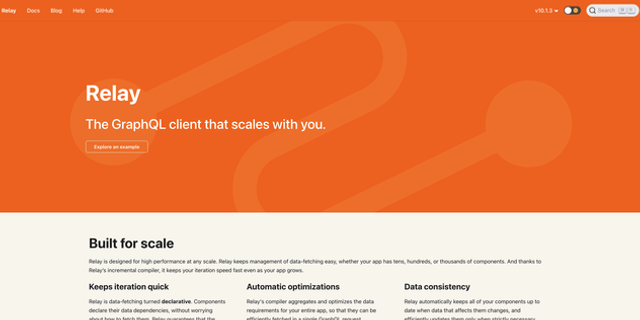 Relay Docs Blog Help GitHub v10.1.3 Search
Relay
The GraphQL client that scales with you.
Explore an example
Built for scale
Relay is designed for high performance at any scale. Relay keeps management of data-fetching easy, whether your app has tens, hundreds, or thousands of components. And thanks to
Relay's incremental compiler, it keeps your iteration speed fast even as your app grows.
Keeps iteration quick
Relay is data-fetching turned declarative. Components
declare their data dependencies, without worrying
about how to fetch them. Relay guarantees that the
Automatic optimizations
Relay's compiler aggregates and optimizes the data
requirements for your entire app, so that they can be
efficiently fetched in a single GraphQL request.
Data consistency
Relay automatically keeps all of your components up to
date when data that affects them changes, and
efficiently updates them only when strictly necessary.